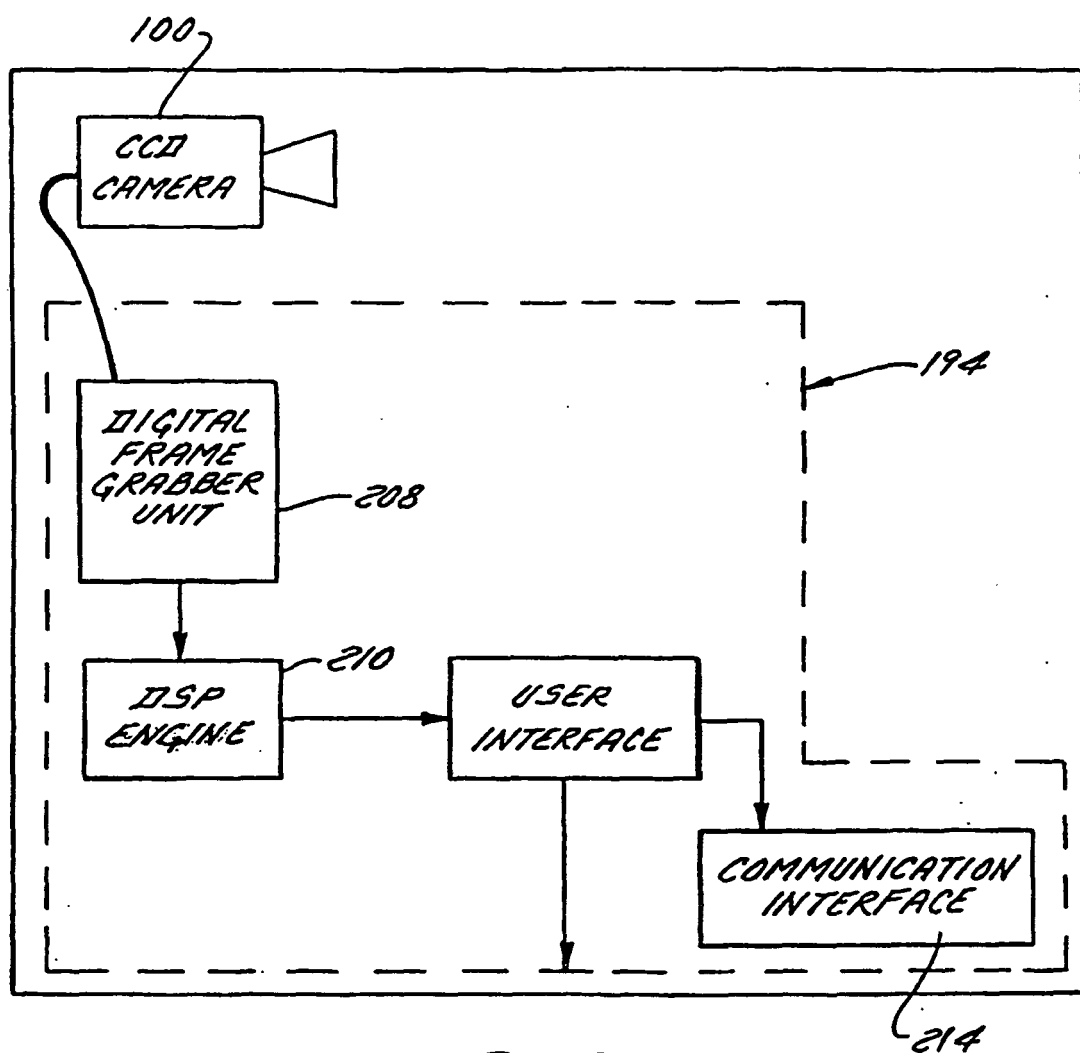 100
CCD
CAMERA
194
DIGITAL
FRAME
GRABBER
UNIT
208
210
DSP
ENGINE
USER
INTERFACE
COMMUNICATION
INTERFACE
214